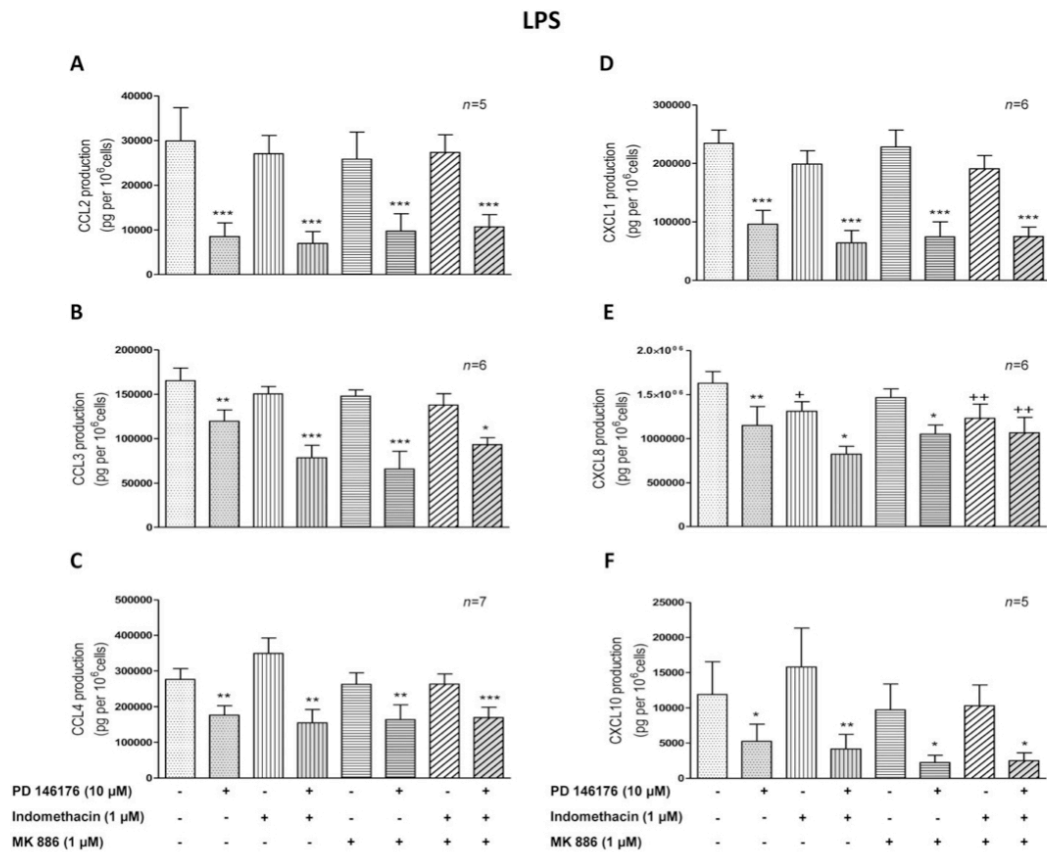 LPS
A
CCL2 production
(pg per 10⁶cells)
40000
30000
20000
10000
0
n=5
*** *** *** ***
B
CCL3 production
(pg per 10⁶cells)
200000
150000
100000
50000
0
n=6
** *** *** *
C
CCL4 production
(pg per 10⁶cells)
500000
400000
300000
200000
100000
0
n=7
** ** ** ***
PD 146176 (10 µM) - + - + - + - +
Indomethacin (1 µM) - - + + - - + +
MK 886 (1 µM) - - - - + + + +
D
CXCL1 production
(pg per 10⁶cells)
300000
200000
100000
0
n=6
*** *** *** ***
E
CXCL8 production
(pg per 10⁶cells)
2.0×10⁰⁶
1.5×10⁰⁶
1000000
500000
0
n=6
** + * * ++ ++
F
CXCL10 production
(pg per 10⁶cells)
25000
20000
15000
10000
5000
0
n=5
* ** * *
PD 146176 (10 µM) - + - + - + - +
Indomethacin (1 µM) - - + + - - + +
MK 886 (1 µM) - - - - + + + +